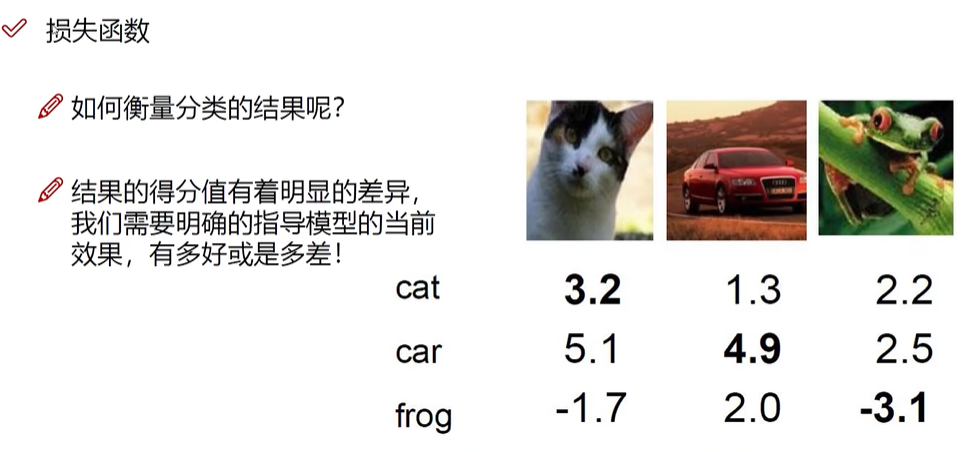 损失函数
如何衡量分类的结果呢？
结果的得分值有着明显的差异，
我们需要明确的指导模型的当前
效果，有多好或是多差！
cat 3.2 1.3 2.2
car 5.1 4.9 2.5
frog -1.7 2.0 -3.1